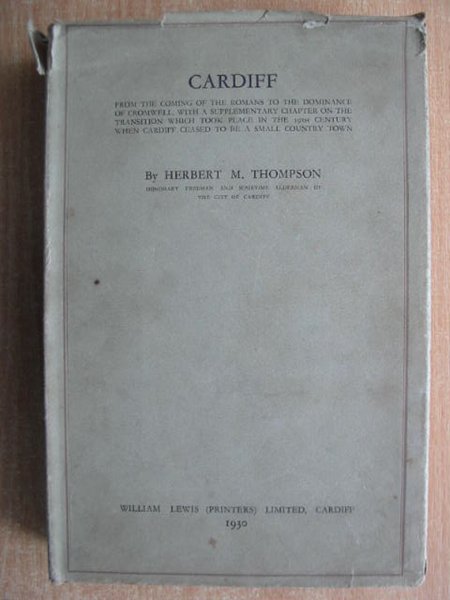 CARDIFF
FROM THE COMING OF THE ROMANS TO THE DOMINANCE
OF CROMWELL, WITH A SUPPLEMENTARY CHAPTER ON THE
TRANSITION WHICH TOOK PLACE IN THE 19th CENTURY
WHEN CARDIFF CEASED TO BE A SMALL COUNTRY TOWN
By HERBERT M. THOMPSON
HONORARY FREEMAN AND SOMETIME ALDERMAN OF
THE CITY OF CARDIFF
WILLIAM LEWIS (PRINTERS) LIMITED, CARDIFF
1930